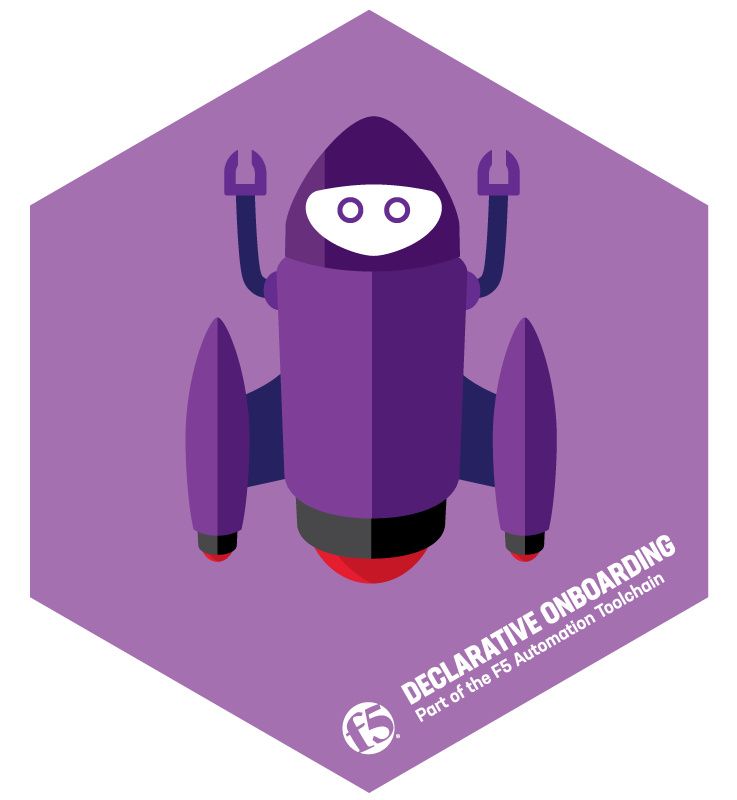 DECLARATIVE ONBOARDING
Part of the F5 Automation Toolchain
f5